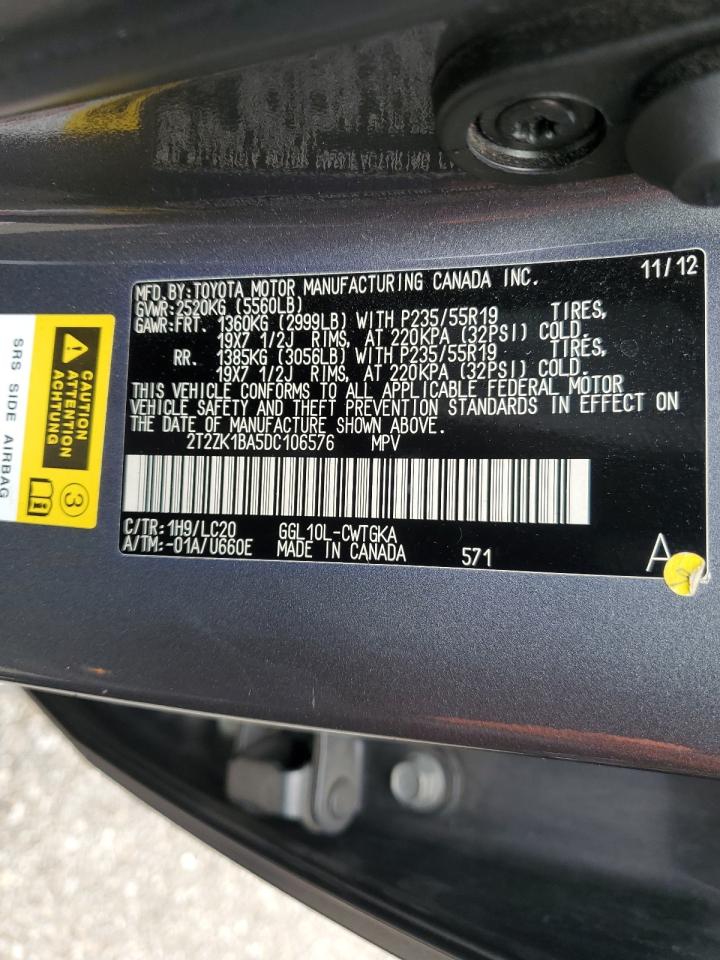 11/12
MFD.BY:TOYOTA MOTOR MANUFACTURING CANADA INC.
GVWR:2520KG (5560LB)
GAWR:FRT. 1360KG (2999LB) WITH P235/55R19 TIRES,
19X7 1/2J RIMS, AT 220KPA (32PSI) COLD.
RR. 1385KG (3056LB) WITH P235/55R19 TIRES,
19X7 1/2J RIMS, AT 220KPA (32PSI) COLD.
THIS VEHICLE CONFORMS TO ALL APPLICABLE FEDERAL MOTOR
VEHICLE SAFETY AND THEFT PREVENTION STANDARDS IN EFFECT ON
THE DATE OF MANUFACTURE SHOWN ABOVE.
2T2ZK1BA5DC106576 MPV
C/TR:1H9/LC20 GGL10L-CWTGKA
A/TM:-01A/U660E MADE IN CANADA 571 A
CAUTION
ATTENTION
ACHTUNG
3
SRS SIDE AIRBAG